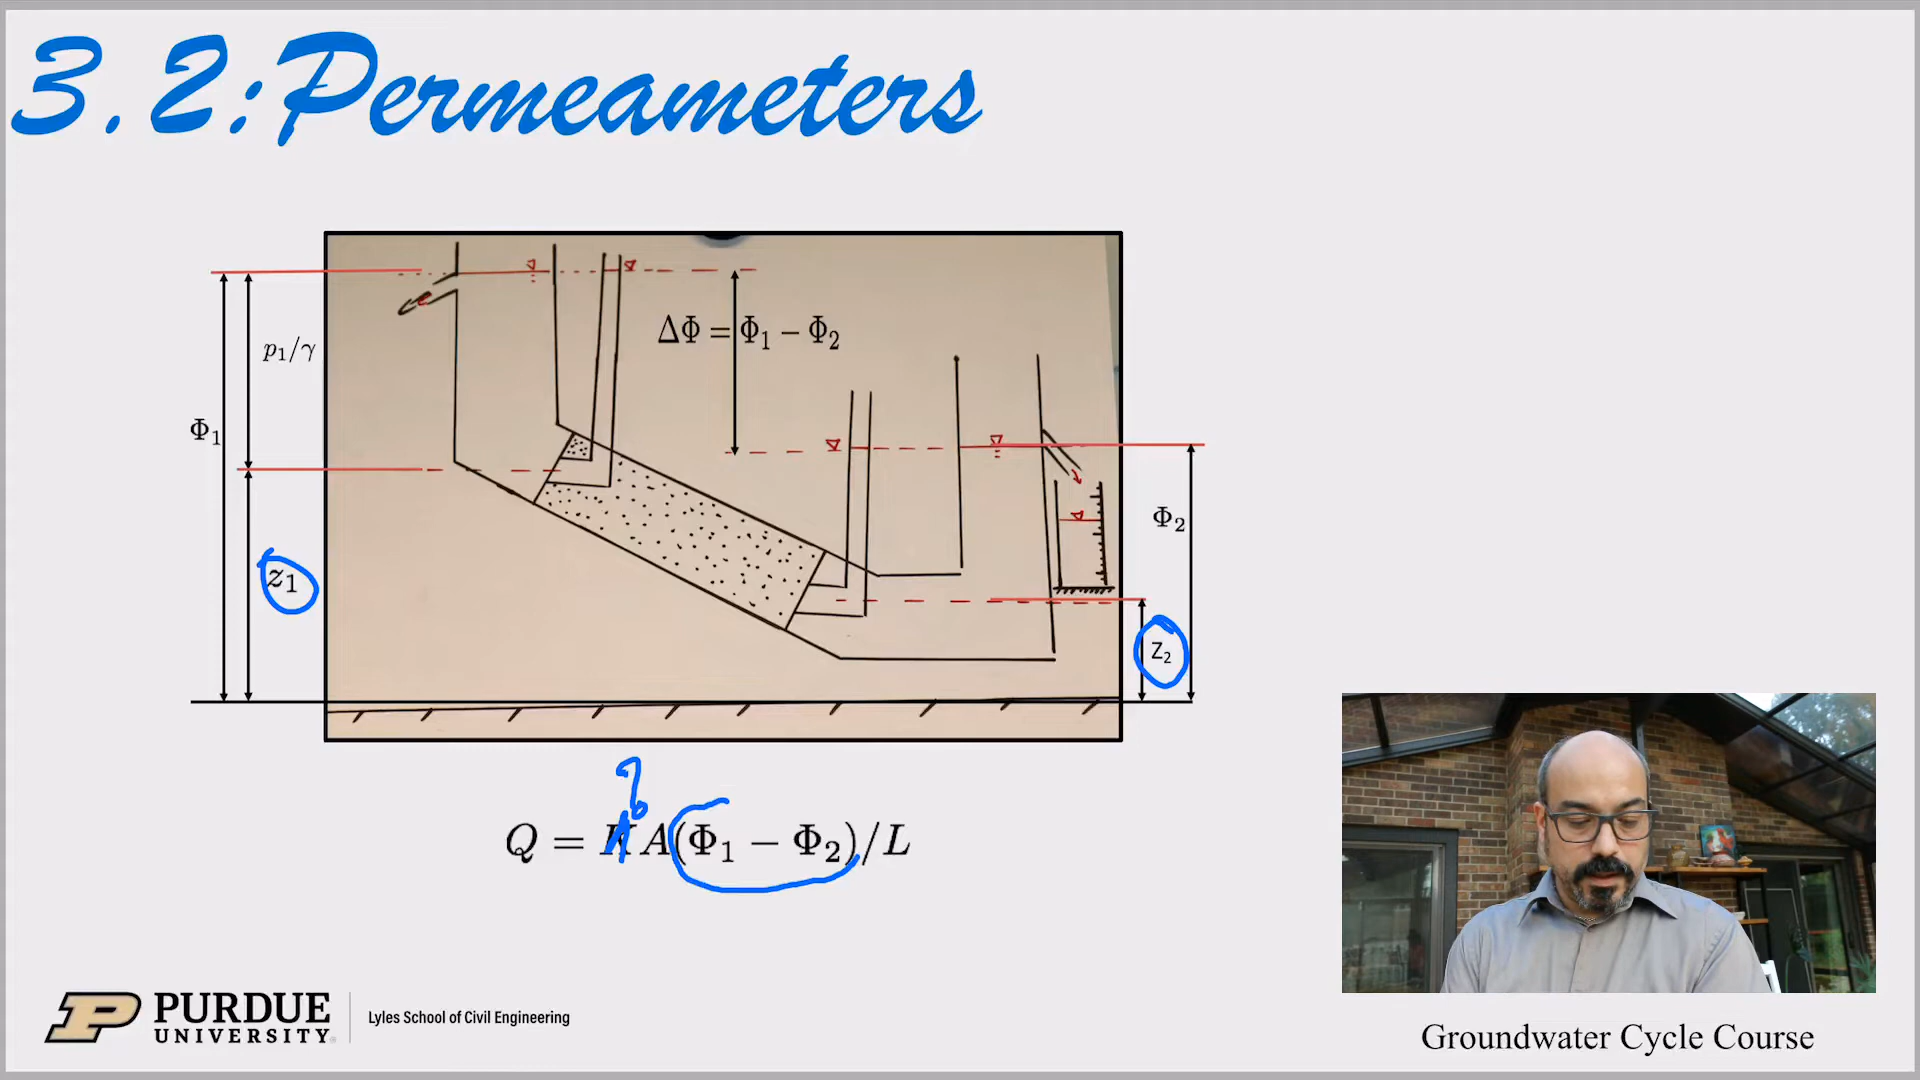 3.2: Permeameters
ΔΦ = Φ₁ − Φ₂
p₁/γ
Φ₁
z₁
Φ₂
Z₂
?
Q = KA(Φ₁ − Φ₂)/L
PURDUE UNIVERSITY
Lyles School of Civil Engineering
Groundwater Cycle Course